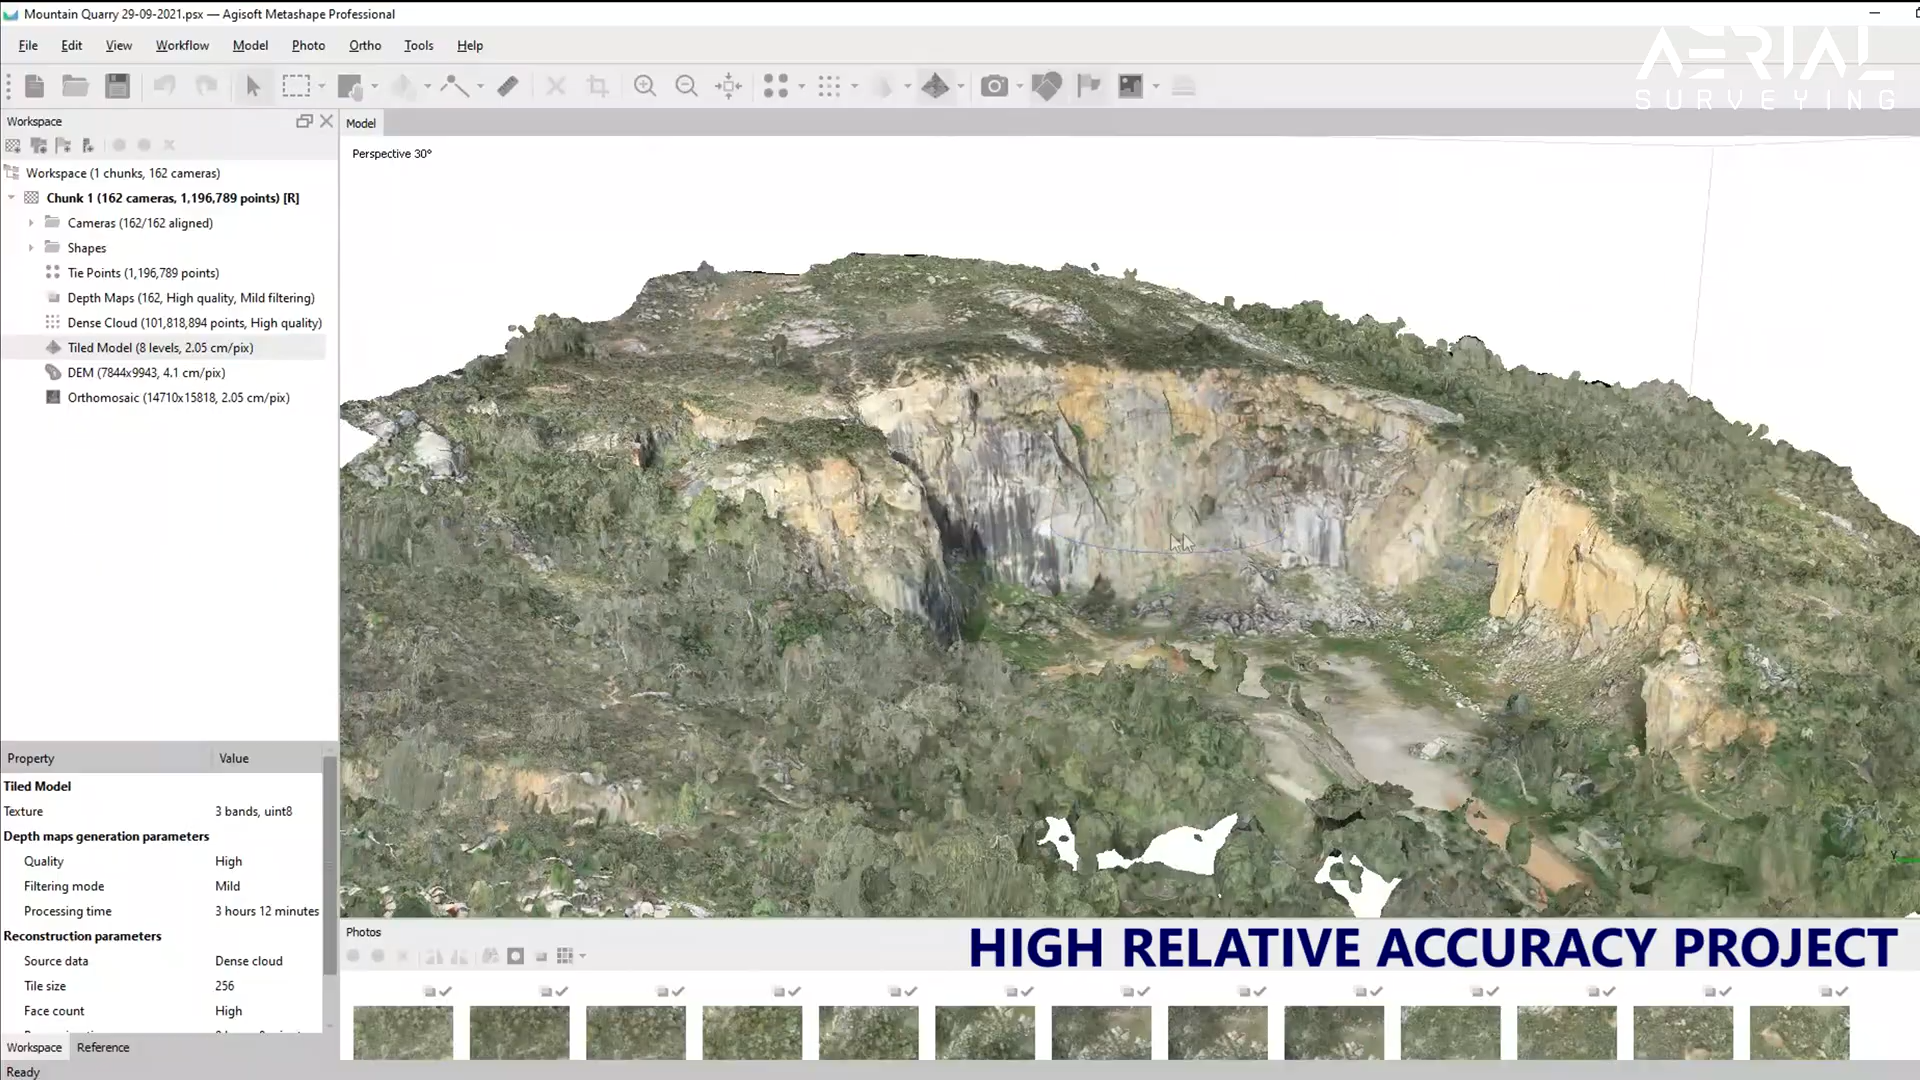 Mountain Quarry 29-09-2021.psx — Agisoft Metashape Professional
File Edit View Workflow Model Photo Ortho Tools Help
AERIAL
SURVEYING
Workspace
Model
Perspective 30°
Workspace (1 chunks, 162 cameras)
Chunk 1 (162 cameras, 1,196,789 points) [R]
Cameras (162/162 aligned)
Shapes
Tie Points (1,196,789 points)
Depth Maps (162, High quality, Mild filtering)
Dense Cloud (101,818,894 points, High quality)
Tiled Model (8 levels, 2.05 cm/pix)
DEM (7844x9943, 4.1 cm/pix)
Orthomosaic (14710x15818, 2.05 cm/pix)
Property Value
Tiled Model
Texture 3 bands, uint8
Depth maps generation parameters
Quality High
Filtering mode Mild
Processing time 3 hours 12 minutes
Reconstruction parameters
Source data Dense cloud
Tile size 256
Face count High
Workspace Reference
Ready
Photos
HIGH RELATIVE ACCURACY PROJECT
Y